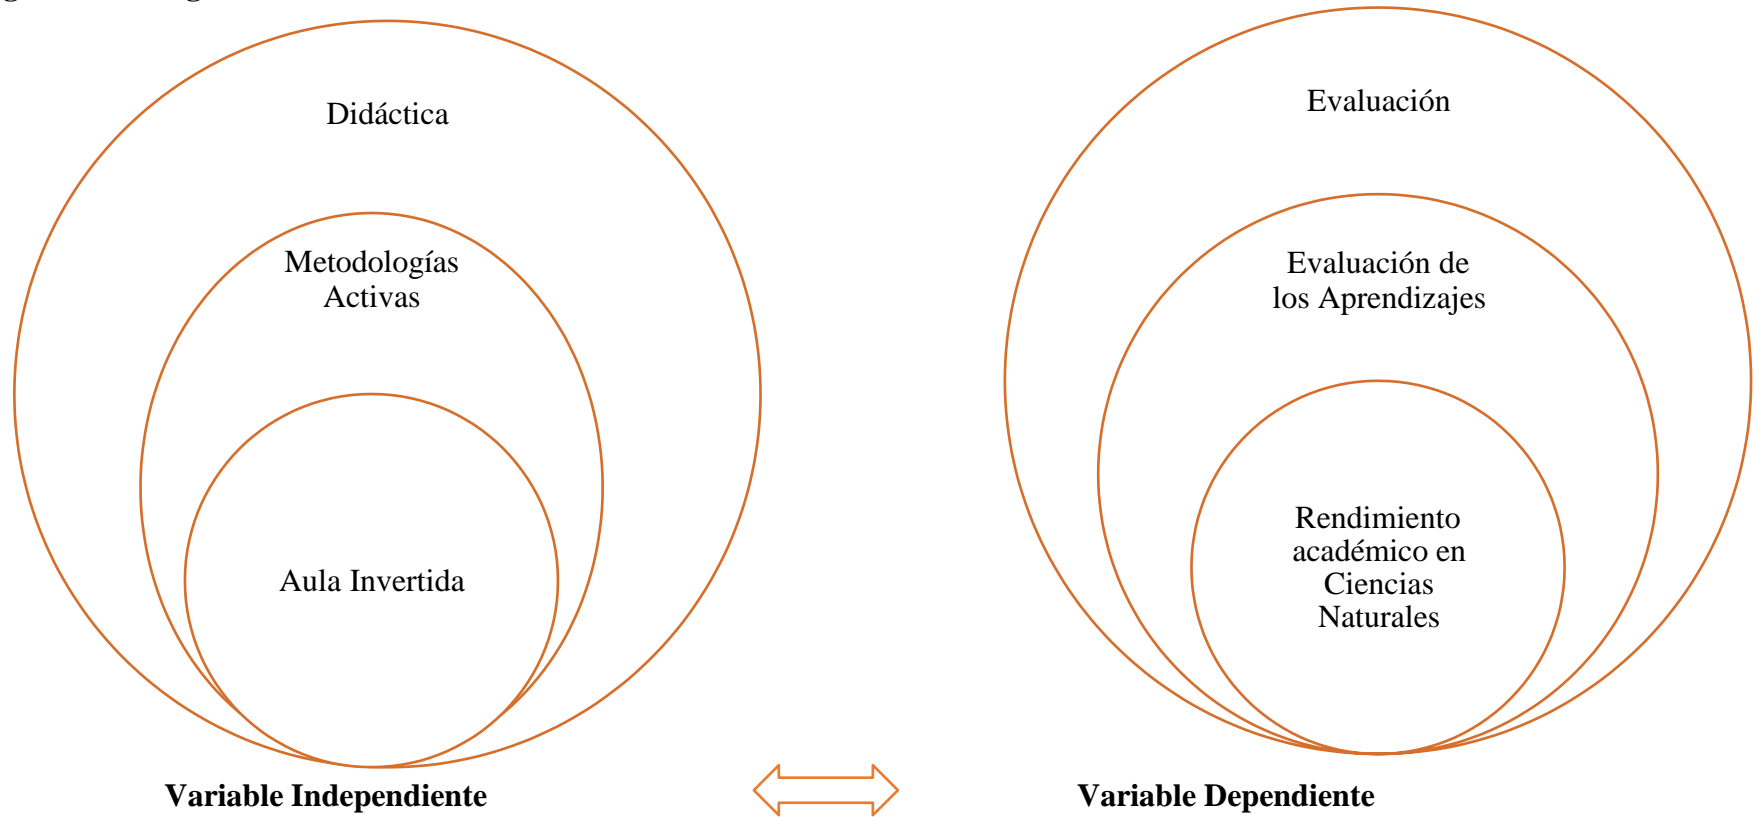 Didáctica
Metodologías
Activas
Aula Invertida
Variable Independiente
Evaluación
Evaluación de
los Aprendizajes
Rendimiento
académico en
Ciencias
Naturales
Variable Dependiente